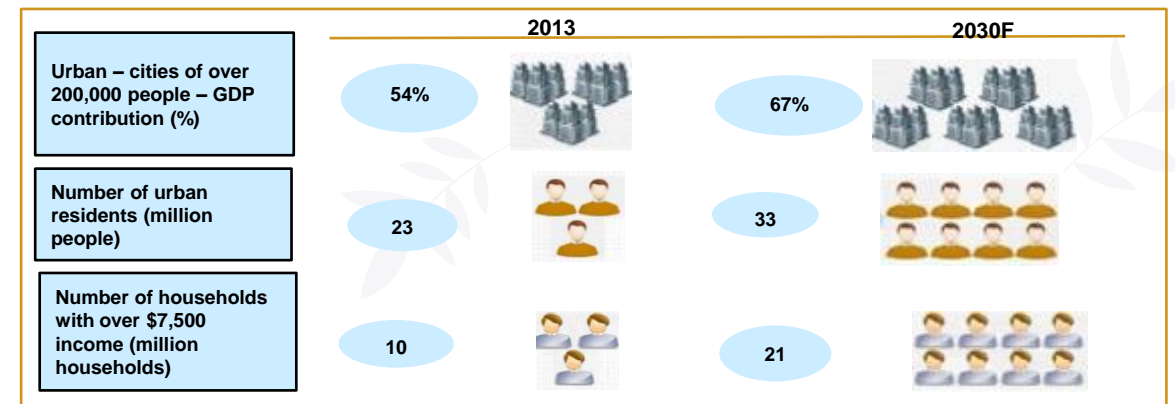 2013
2030F
Urban – cities of over
200,000 people – GDP
contribution (%)
54%
67%
Number of urban
residents (million
people)
23
33
Number of households
with over $7,500
income (million
households)
10
21